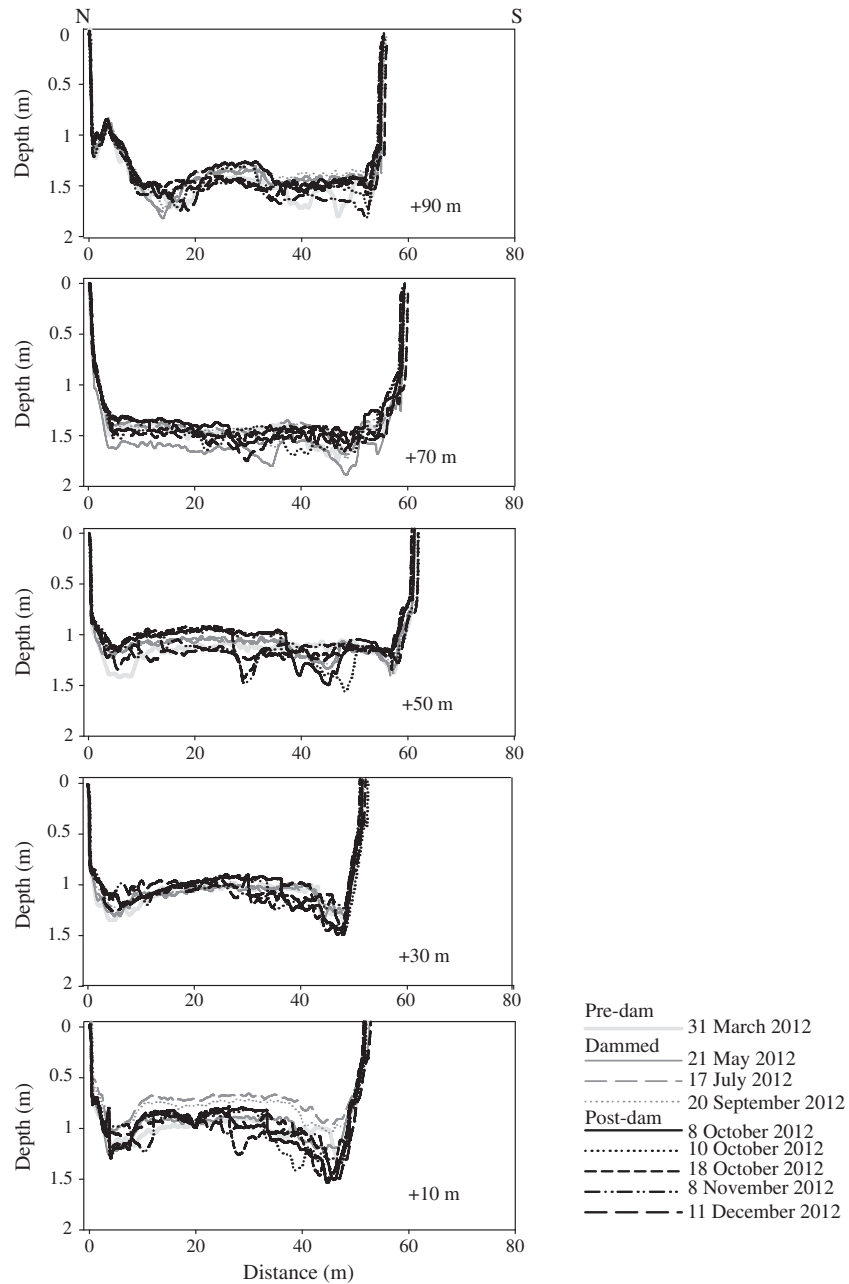 N S
0
0.5
1
1.5
2
Depth (m)
+90 m
0 20 40 60 80
0
0.5
1
1.5
2
Depth (m)
+70 m
0 20 40 60 80
0
0.5
1
1.5
2
Depth (m)
+50 m
0 20 40 60 80
0
0.5
1
1.5
2
Depth (m)
+30 m
0 20 40 60 80
0
0.5
1
1.5
2
Depth (m)
+10 m
0 20 40 60 80
Distance (m)
Pre-dam
31 March 2012
Dammed
21 May 2012
17 July 2012
20 September 2012
Post-dam
8 October 2012
10 October 2012
18 October 2012
8 November 2012
11 December 2012